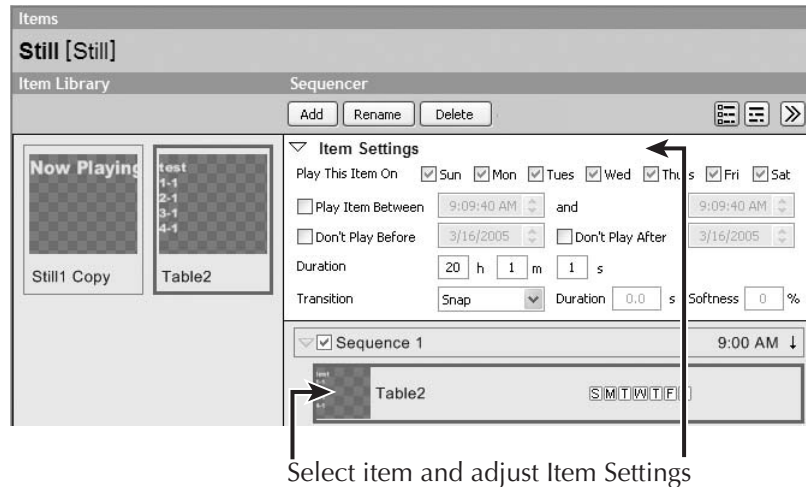 Items
Still [Still]
Item Library
Sequencer
Add Rename Delete
Now Playing
Still1 Copy
test
1-1
2-1
3-1
4-1
Table2
Item Settings
Play This Item On Sun Mon Tues Wed Thu s Fri Sat
Play Item Between 9:09:40 AM and 9:09:40 AM
Don't Play Before 3/16/2005 Don't Play After 3/16/2005
Duration 20 h 1 m 1 s
Transition Snap Duration 0.0 s Softness 0 %
Sequence 1 9:00 AM ↓
test
4-1
Table2 S M T W T F
Select item and adjust Item Settings